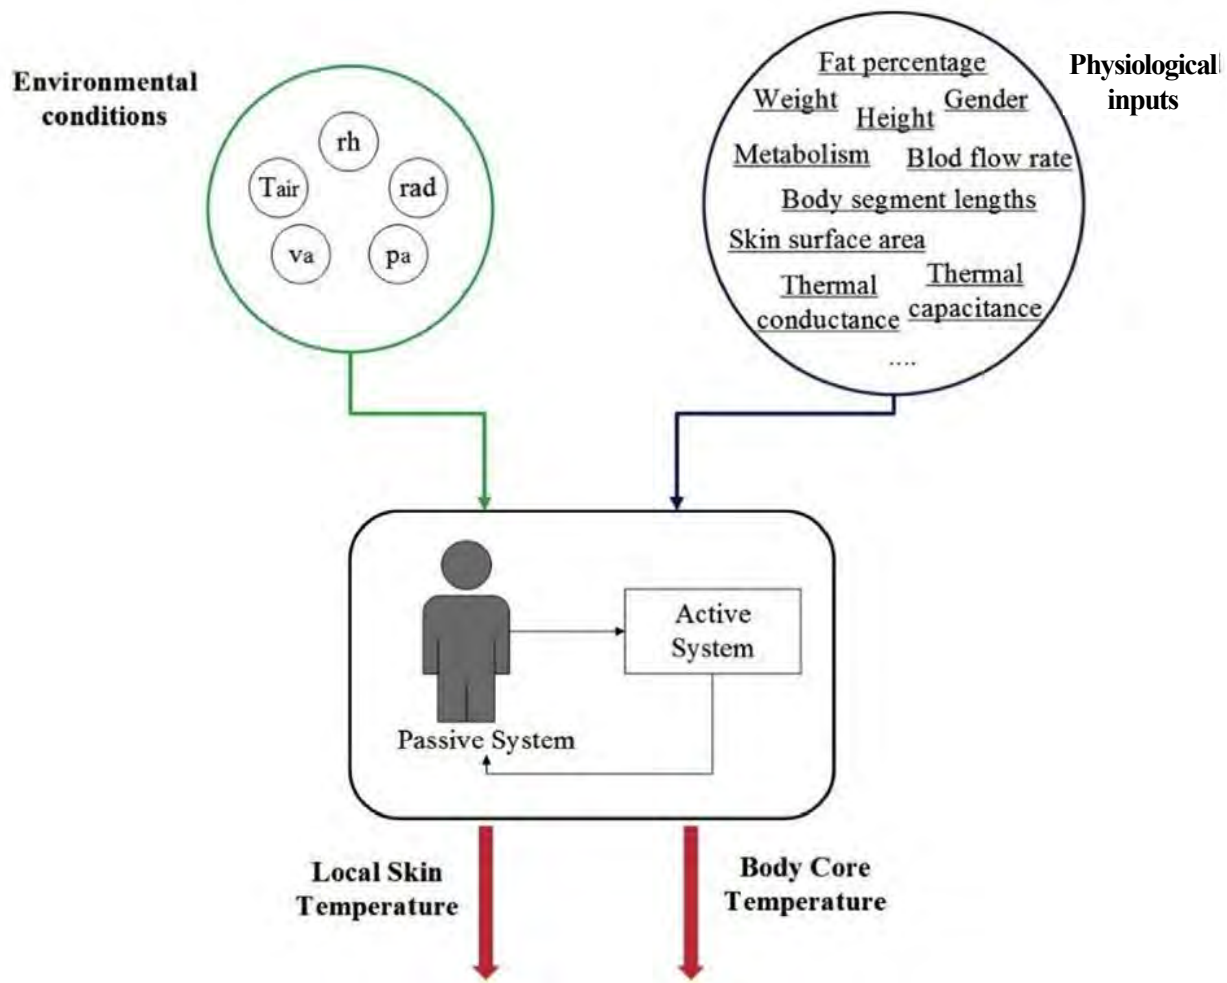 Environmental
conditions
rh
Tair
rad
va
pa
Physiological
inputs
Fat percentage
Weight
Gender
Height
Metabolism
Blod flow rate
Body segment lengths
Skin surface area
Thermal
conductance
Thermal
capacitance
....
Active
System
Passive System
Local Skin
Temperature
Body Core
Temperature